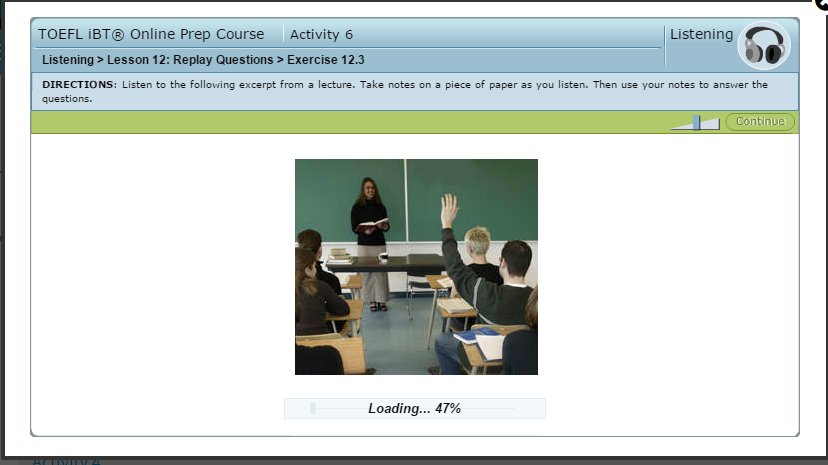 TOEFL iBT® Online Prep Course Activity 6 Listening
Listening > Lesson 12: Replay Questions > Exercise 12.3
DIRECTIONS: Listen to the following excerpt from a lecture. Take notes on a piece of paper as you listen. Then use your notes to answer the
questions.
Continue
Loading... 47%
Activity 4